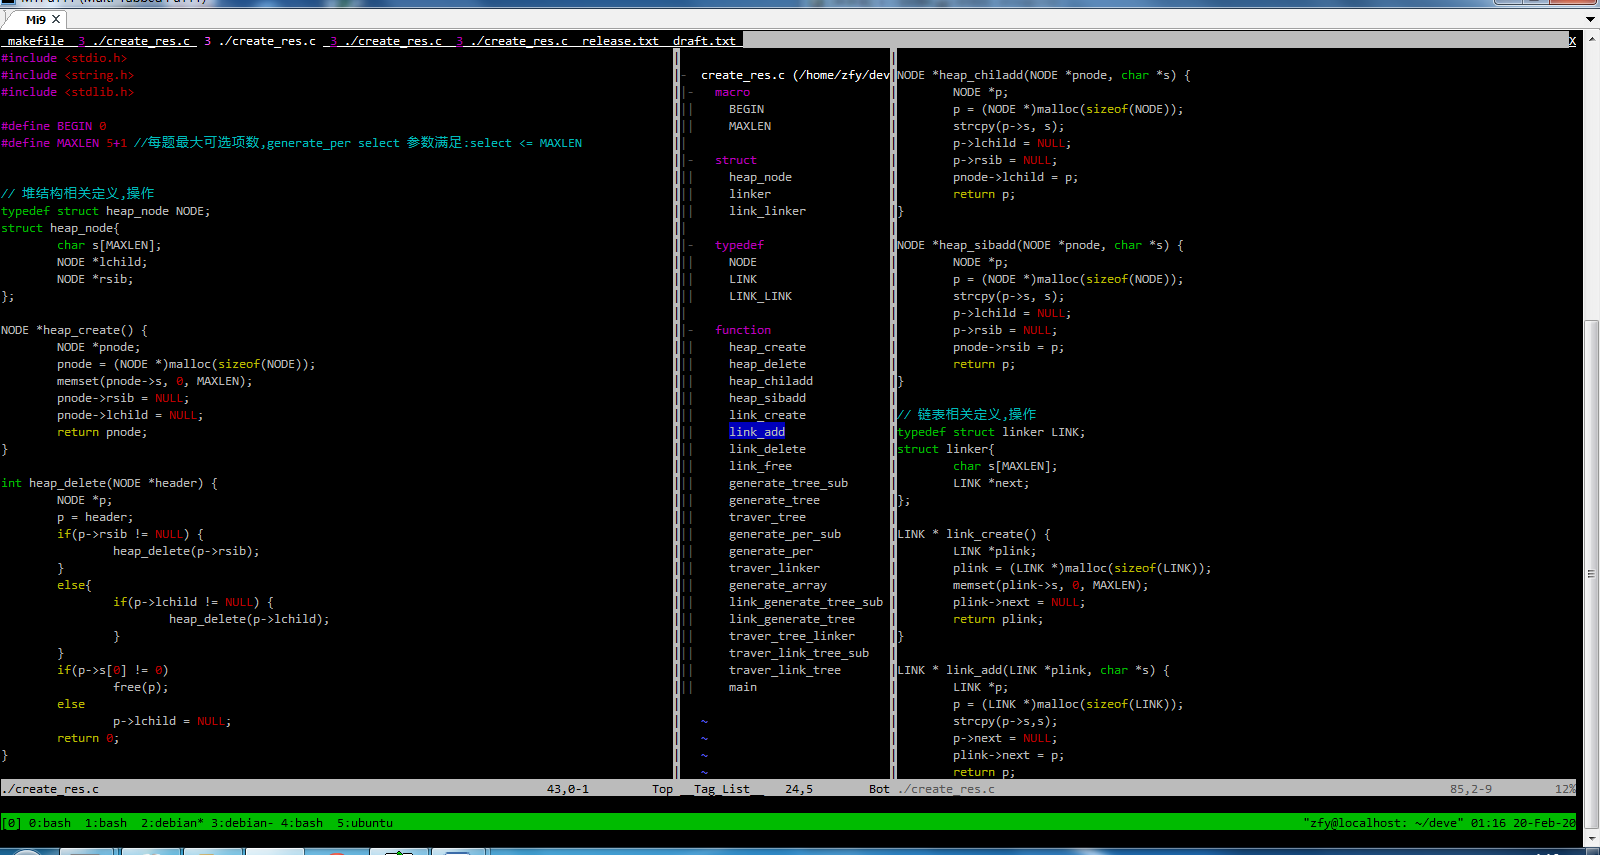 Mi9 X
makefile  3 ./create_res.c  3 ./create_res.c  3 ./create_res.c  3 ./create_res.c  release.txt  draft.txt X
#include <stdio.h>
#include <string.h>
#include <stdlib.h>
#define BEGIN 0
#define MAXLEN 5+1 //每题最大可选项数,generate_per select 参数满足:select <= MAXLEN
// 堆结构相关定义,操作
typedef struct heap_node NODE;
struct heap_node{
char s[MAXLEN];
NODE *lchild;
NODE *rsib;
};
NODE *heap_create() {
NODE *pnode;
pnode = (NODE *)malloc(sizeof(NODE));
memset(pnode->s, 0, MAXLEN);
pnode->rsib = NULL;
pnode->lchild = NULL;
return pnode;
}
int heap_delete(NODE *header) {
NODE *p;
p = header;
if(p->rsib != NULL) {
heap_delete(p->rsib);
}
else{
if(p->lchild != NULL) {
heap_delete(p->lchild);
}
}
if(p->s[0] != 0)
free(p);
else
p->lchild = NULL;
return 0;
}
./create_res.c 43,0-1 Top
- create_res.c (/home/zfy/dev
|- macro
|| BEGIN
|| MAXLEN
|
|- struct
|| heap_node
|| linker
|| link_linker
|
|- typedef
|| NODE
|| LINK
|| LINK_LINK
|
|- function
|| heap_create
|| heap_delete
|| heap_chiladd
|| heap_sibadd
|| link_create
|| link_add
|| link_delete
|| link_free
|| generate_tree_sub
|| generate_tree
|| traver_tree
|| generate_per_sub
|| generate_per
|| traver_linker
|| generate_array
|| link_generate_tree_sub
|| link_generate_tree
|| traver_tree_linker
|| traver_link_tree_sub
|| traver_link_tree
|| main
~
~
~
~
__Tag_List__ 24,5 Bot
NODE *heap_chiladd(NODE *pnode, char *s) {
NODE *p;
p = (NODE *)malloc(sizeof(NODE));
strcpy(p->s, s);
p->lchild = NULL;
p->rsib = NULL;
pnode->lchild = p;
return p;
}
NODE *heap_sibadd(NODE *pnode, char *s) {
NODE *p;
p = (NODE *)malloc(sizeof(NODE));
strcpy(p->s, s);
p->lchild = NULL;
p->rsib = NULL;
pnode->rsib = p;
return p;
}
// 链表相关定义,操作
typedef struct linker LINK;
struct linker{
char s[MAXLEN];
LINK *next;
};
LINK * link_create() {
LINK *plink;
plink = (LINK *)malloc(sizeof(LINK));
memset(plink->s, 0, MAXLEN);
plink->next = NULL;
return plink;
}
LINK * link_add(LINK *plink, char *s) {
LINK *p;
p = (LINK *)malloc(sizeof(LINK));
strcpy(p->s,s);
p->next = NULL;
plink->next = p;
return p;
./create_res.c 85,2-9 12%
[0] 0:bash  1:bash  2:debian* 3:debian- 4:bash  5:ubuntu "zfy@localhost: ~/deve" 01:16 20-Feb-20